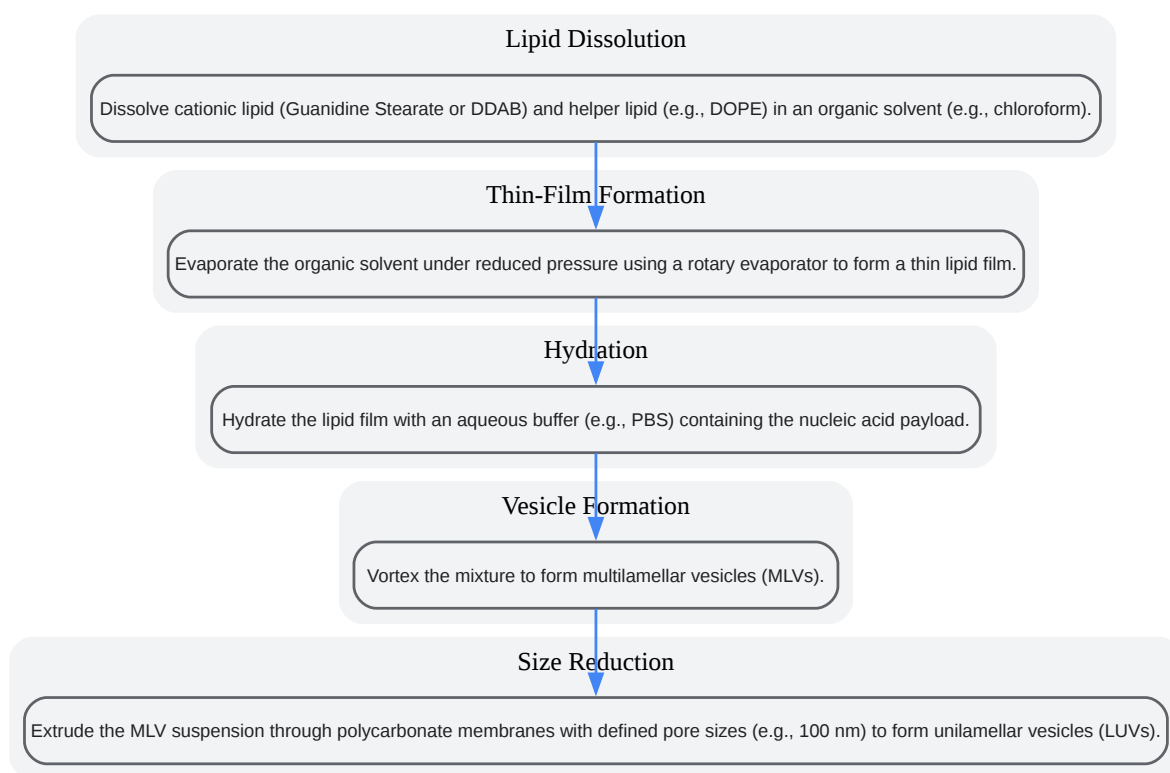 Lipid Dissolution
Dissolve cationic lipid (Guanidine Stearate or DDAB) and helper lipid (e.g., DOPE) in an organic solvent (e.g., chloroform).
Thin-Film Formation
Evaporate the organic solvent under reduced pressure using a rotary evaporator to form a thin lipid film.
Hydration
Hydrate the lipid film with an aqueous buffer (e.g., PBS) containing the nucleic acid payload.
Vesicle Formation
Vortex the mixture to form multilamellar vesicles (MLVs).
Size Reduction
Extrude the MLV suspension through polycarbonate membranes with defined pore sizes (e.g., 100 nm) to form unilamellar vesicles (LUVs).